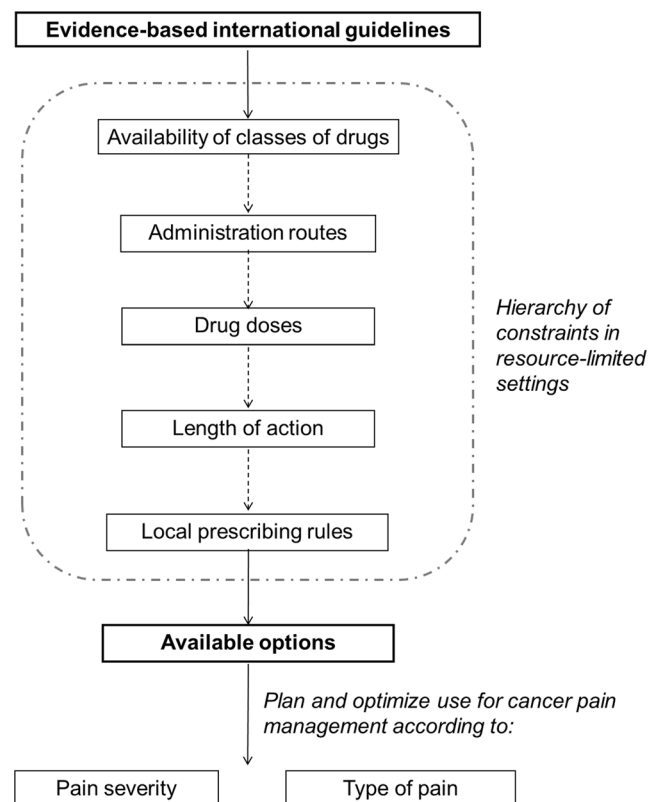 Evidence-based international guidelines
Availability of classes of drugs
Administration routes
Drug doses
Hierarchy of
constraints in
resource-limited
settings
Length of action
Local prescribing rules
Available options
Plan and optimize use for cancer pain
management according to:
Pain severity
Type of pain